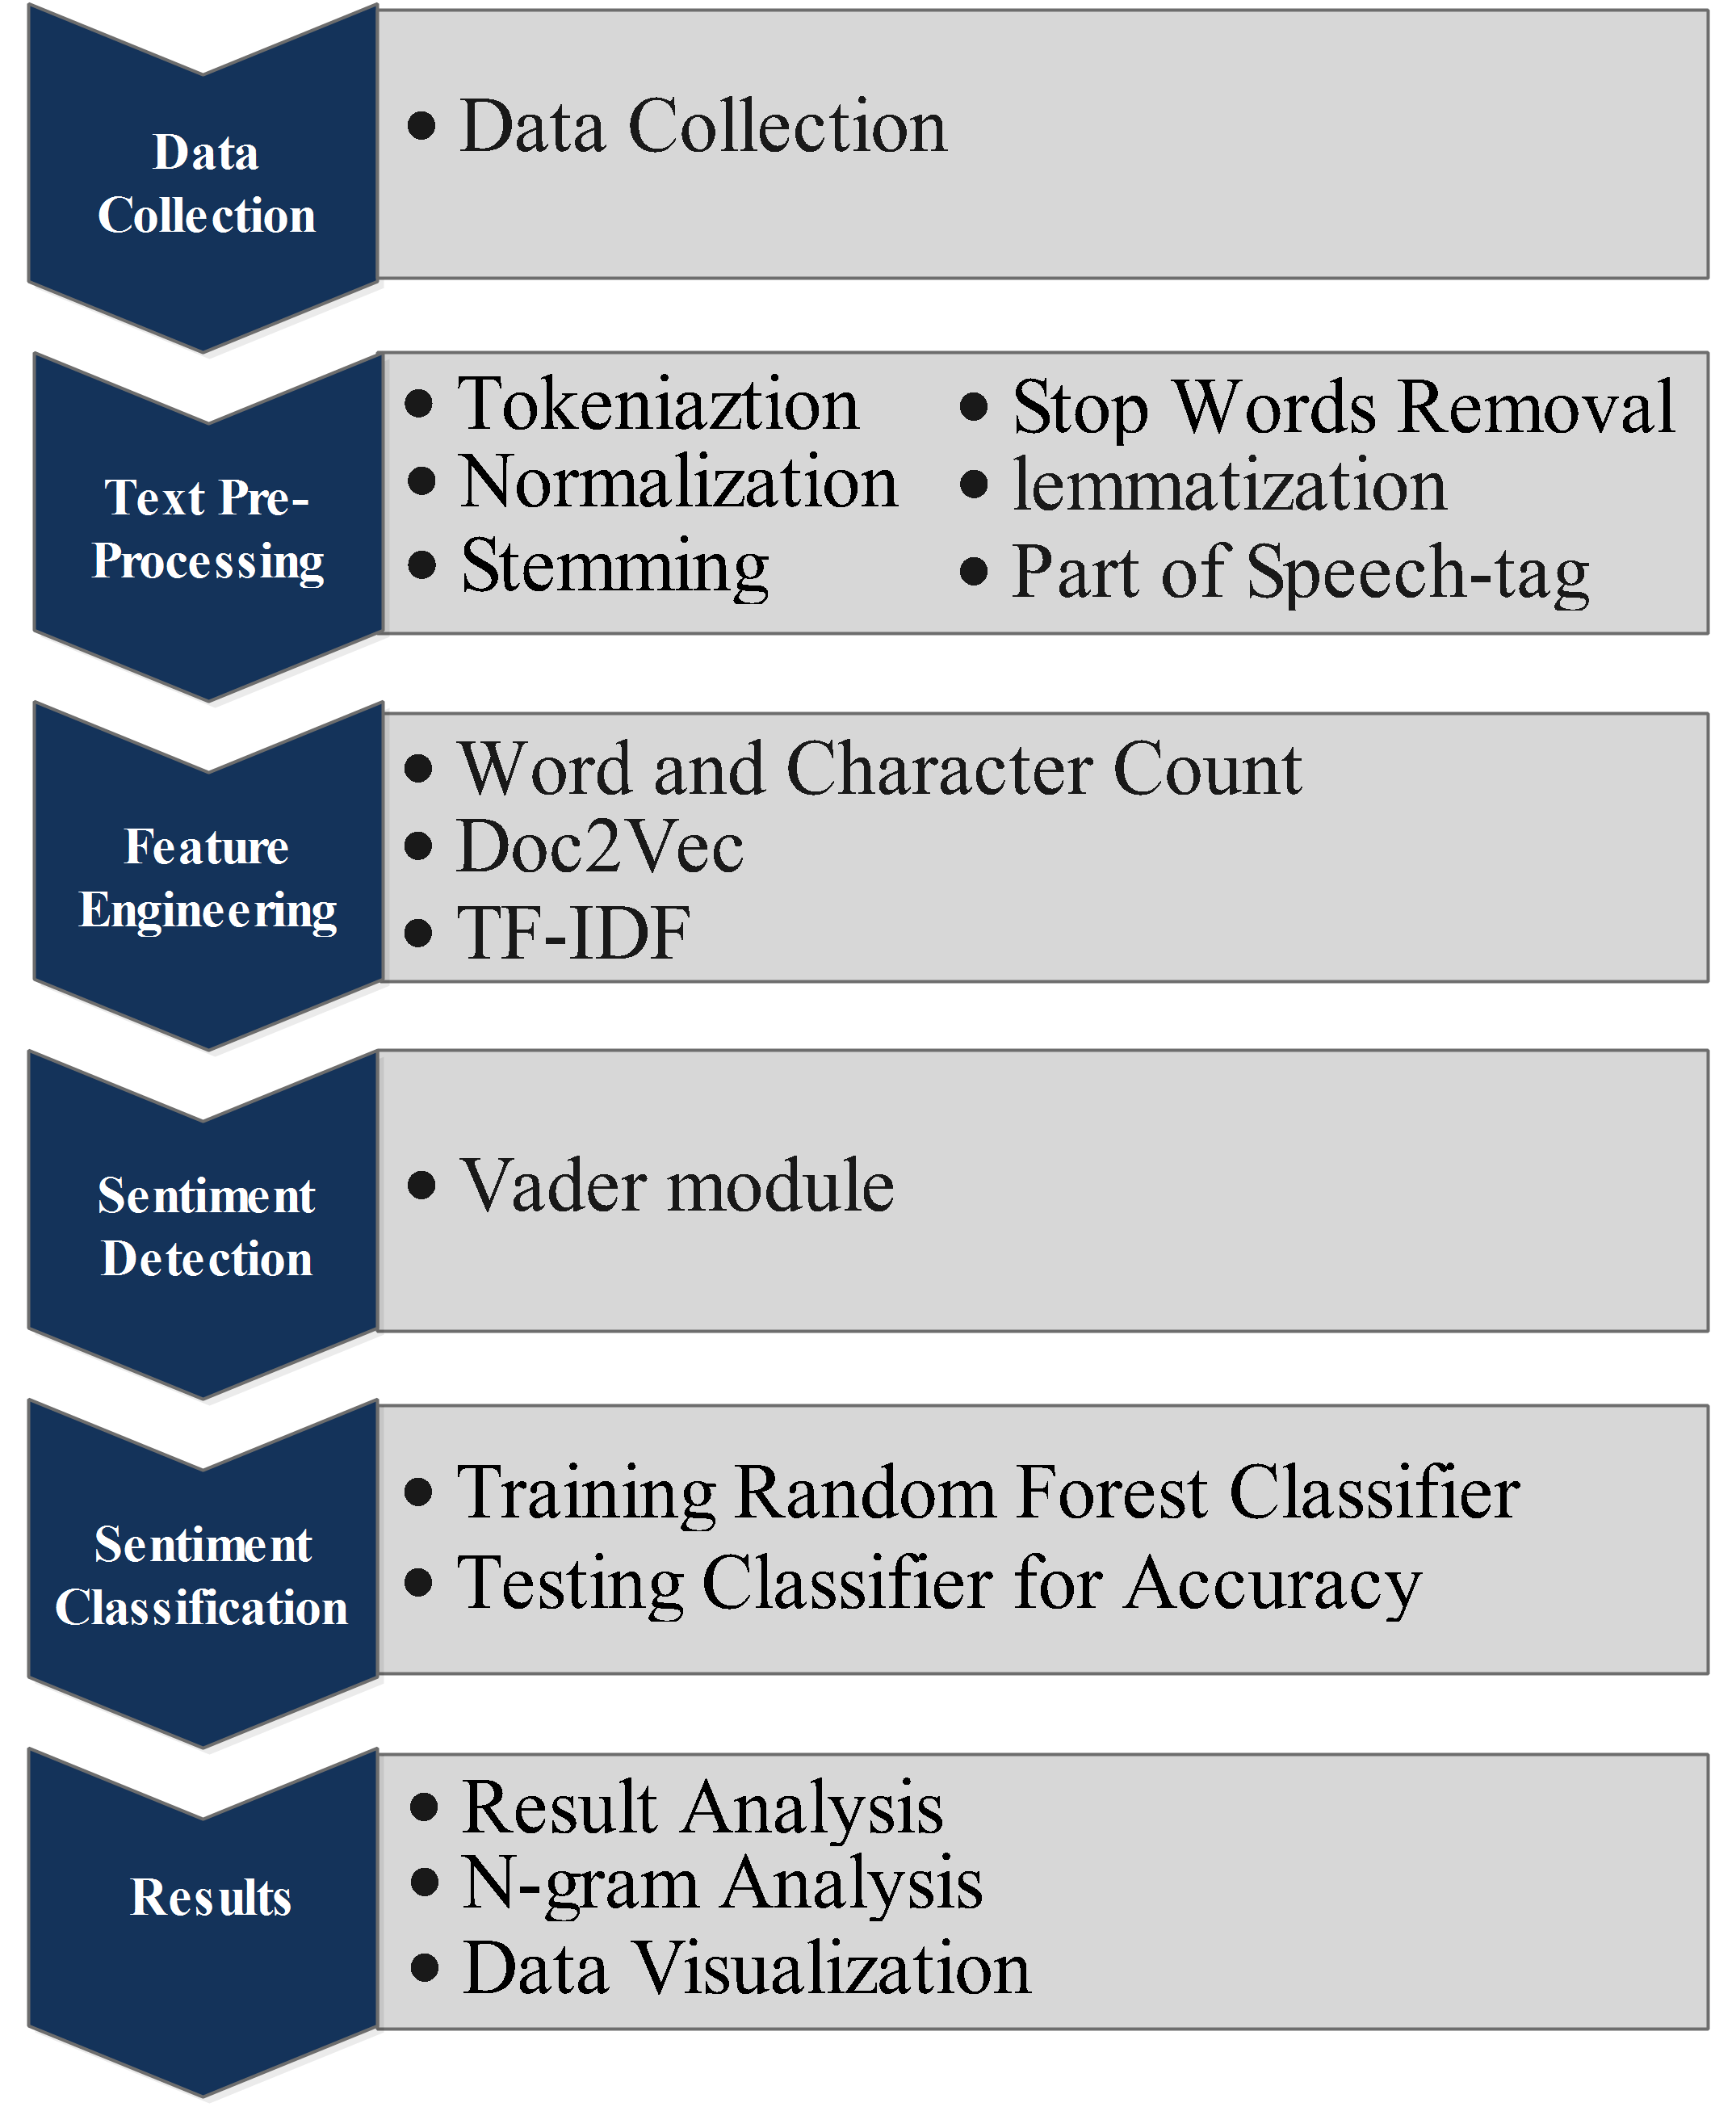 Data
Collection
• Data Collection
Text Pre-
Processing
• Tokeniaztion
• Normalization
• Stemming
• Stop Words Removal
• lemmatization
• Part of Speech-tag
Feature
Engineering
• Word and Character Count
• Doc2Vec
• TF-IDF
Sentiment
Detection
• Vader module
Sentiment
Classification
• Training Random Forest Classifier
• Testing Classifier for Accuracy
Results
• Result Analysis
• N-gram Analysis
• Data Visualization